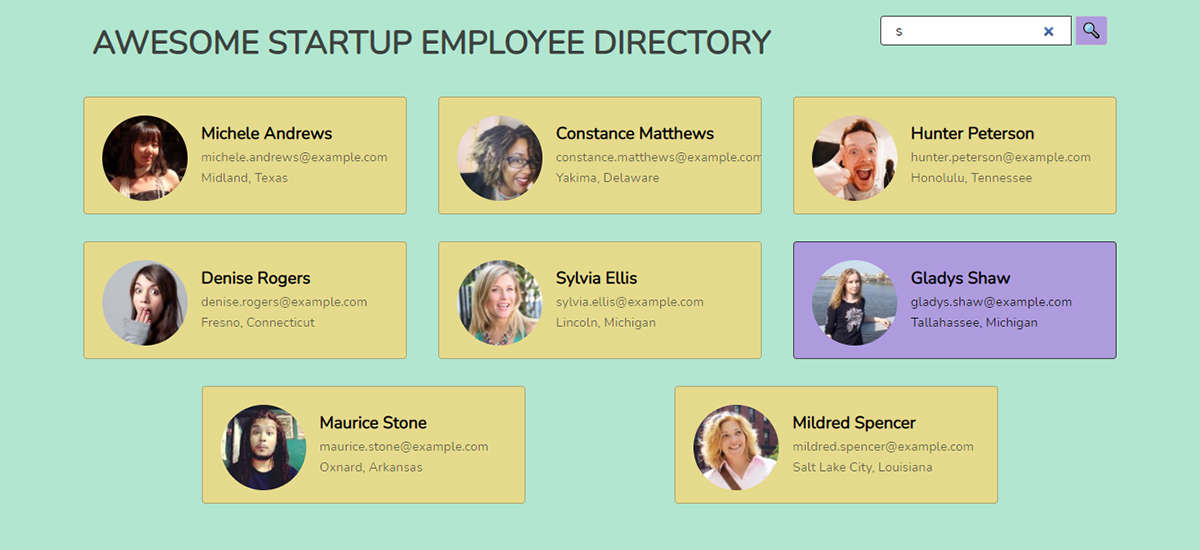 AWESOME STARTUP EMPLOYEE DIRECTORY
s
Michele Andrews
michele.andrews@example.com
Midland, Texas
Constance Matthews
constance.matthews@example.com
Yakima, Delaware
Hunter Peterson
hunter.peterson@example.com
Honolulu, Tennessee
Denise Rogers
denise.rogers@example.com
Fresno, Connecticut
Sylvia Ellis
sylvia.ellis@example.com
Lincoln, Michigan
Gladys Shaw
gladys.shaw@example.com
Tallahassee, Michigan
Maurice Stone
maurice.stone@example.com
Oxnard, Arkansas
Mildred Spencer
mildred.spencer@example.com
Salt Lake City, Louisiana